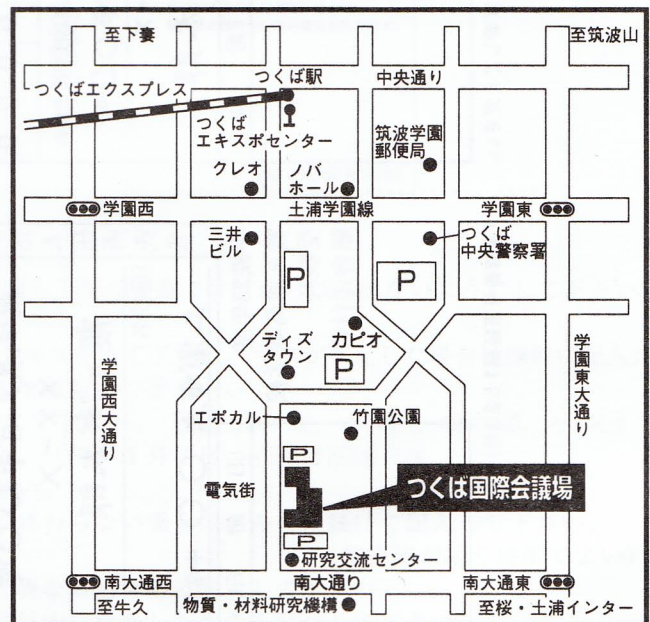 至下妻
至筑波山
つくば駅
中央通り
つくばエクスプレス
つくば
エキスポセンター
筑波学園
郵便局
クレオ
ノバ
ホール
学園西
土浦学園線
学園東
三井
ビル
P
P
つくば
中央警察署
ディズ
タウン
カピオ
P
学園西大通り
学園東大通り
エポカル
竹園公園
P
電気街
つくば国際会議場
P
研究交流センター
南大通西
南大通り
南大通東
至牛久
物質・材料研究機構
至桜・土浦インター